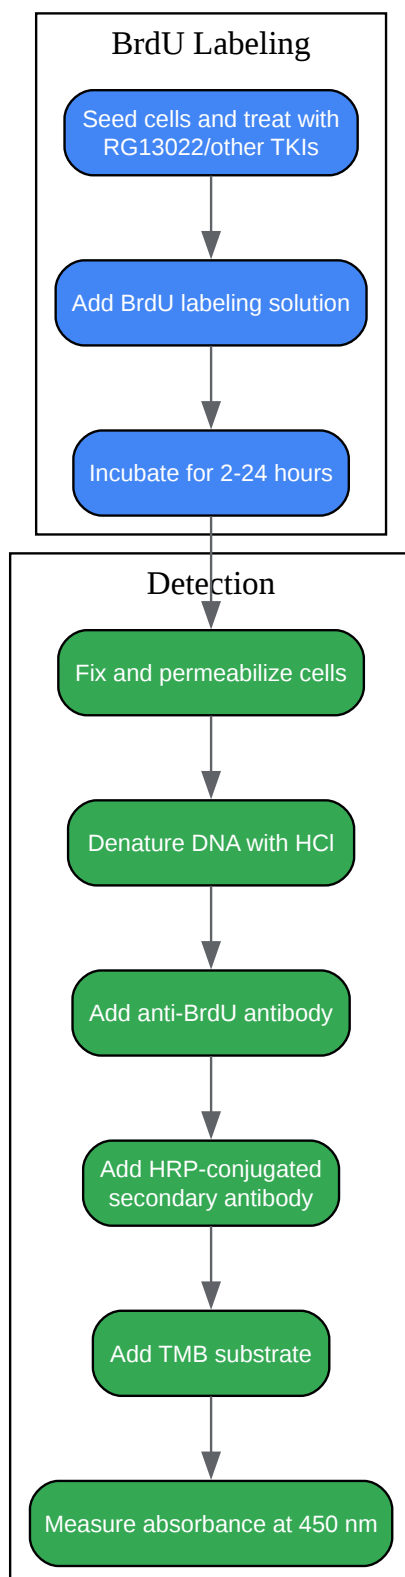 BrdU Labeling
Seed cells and treat with
RG13022/other TKIs
Add BrdU labeling solution
Incubate for 2-24 hours
Detection
Fix and permeabilize cells
Denature DNA with HCl
Add anti-BrdU antibody
Add HRP-conjugated
secondary antibody
Add TMB substrate
Measure absorbance at 450 nm